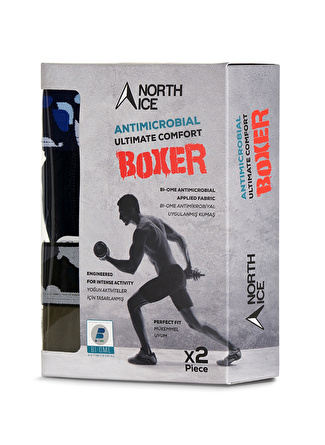 NORTH
ICE
ANTIMICROBIAL
ULTIMATE COMFORT
BOXER
BI-OME ANTIMICROBIAL
APPLIED FABRIC
BI-OME ANTİMİKROBİYAL
UYGULANMIŞ KUMAŞ
ENGINEERED
FOR INTENSE ACTIVITY
YOĞUN AKTİVİTELER
İÇİN TASARLANMIŞ
PERFECT FIT
MÜKEMMEL
UYUM
BI-OME
x2
Piece
ANTIMICROBIAL
ULTIMATE COMFORT
BOXER
NORTH
ICE